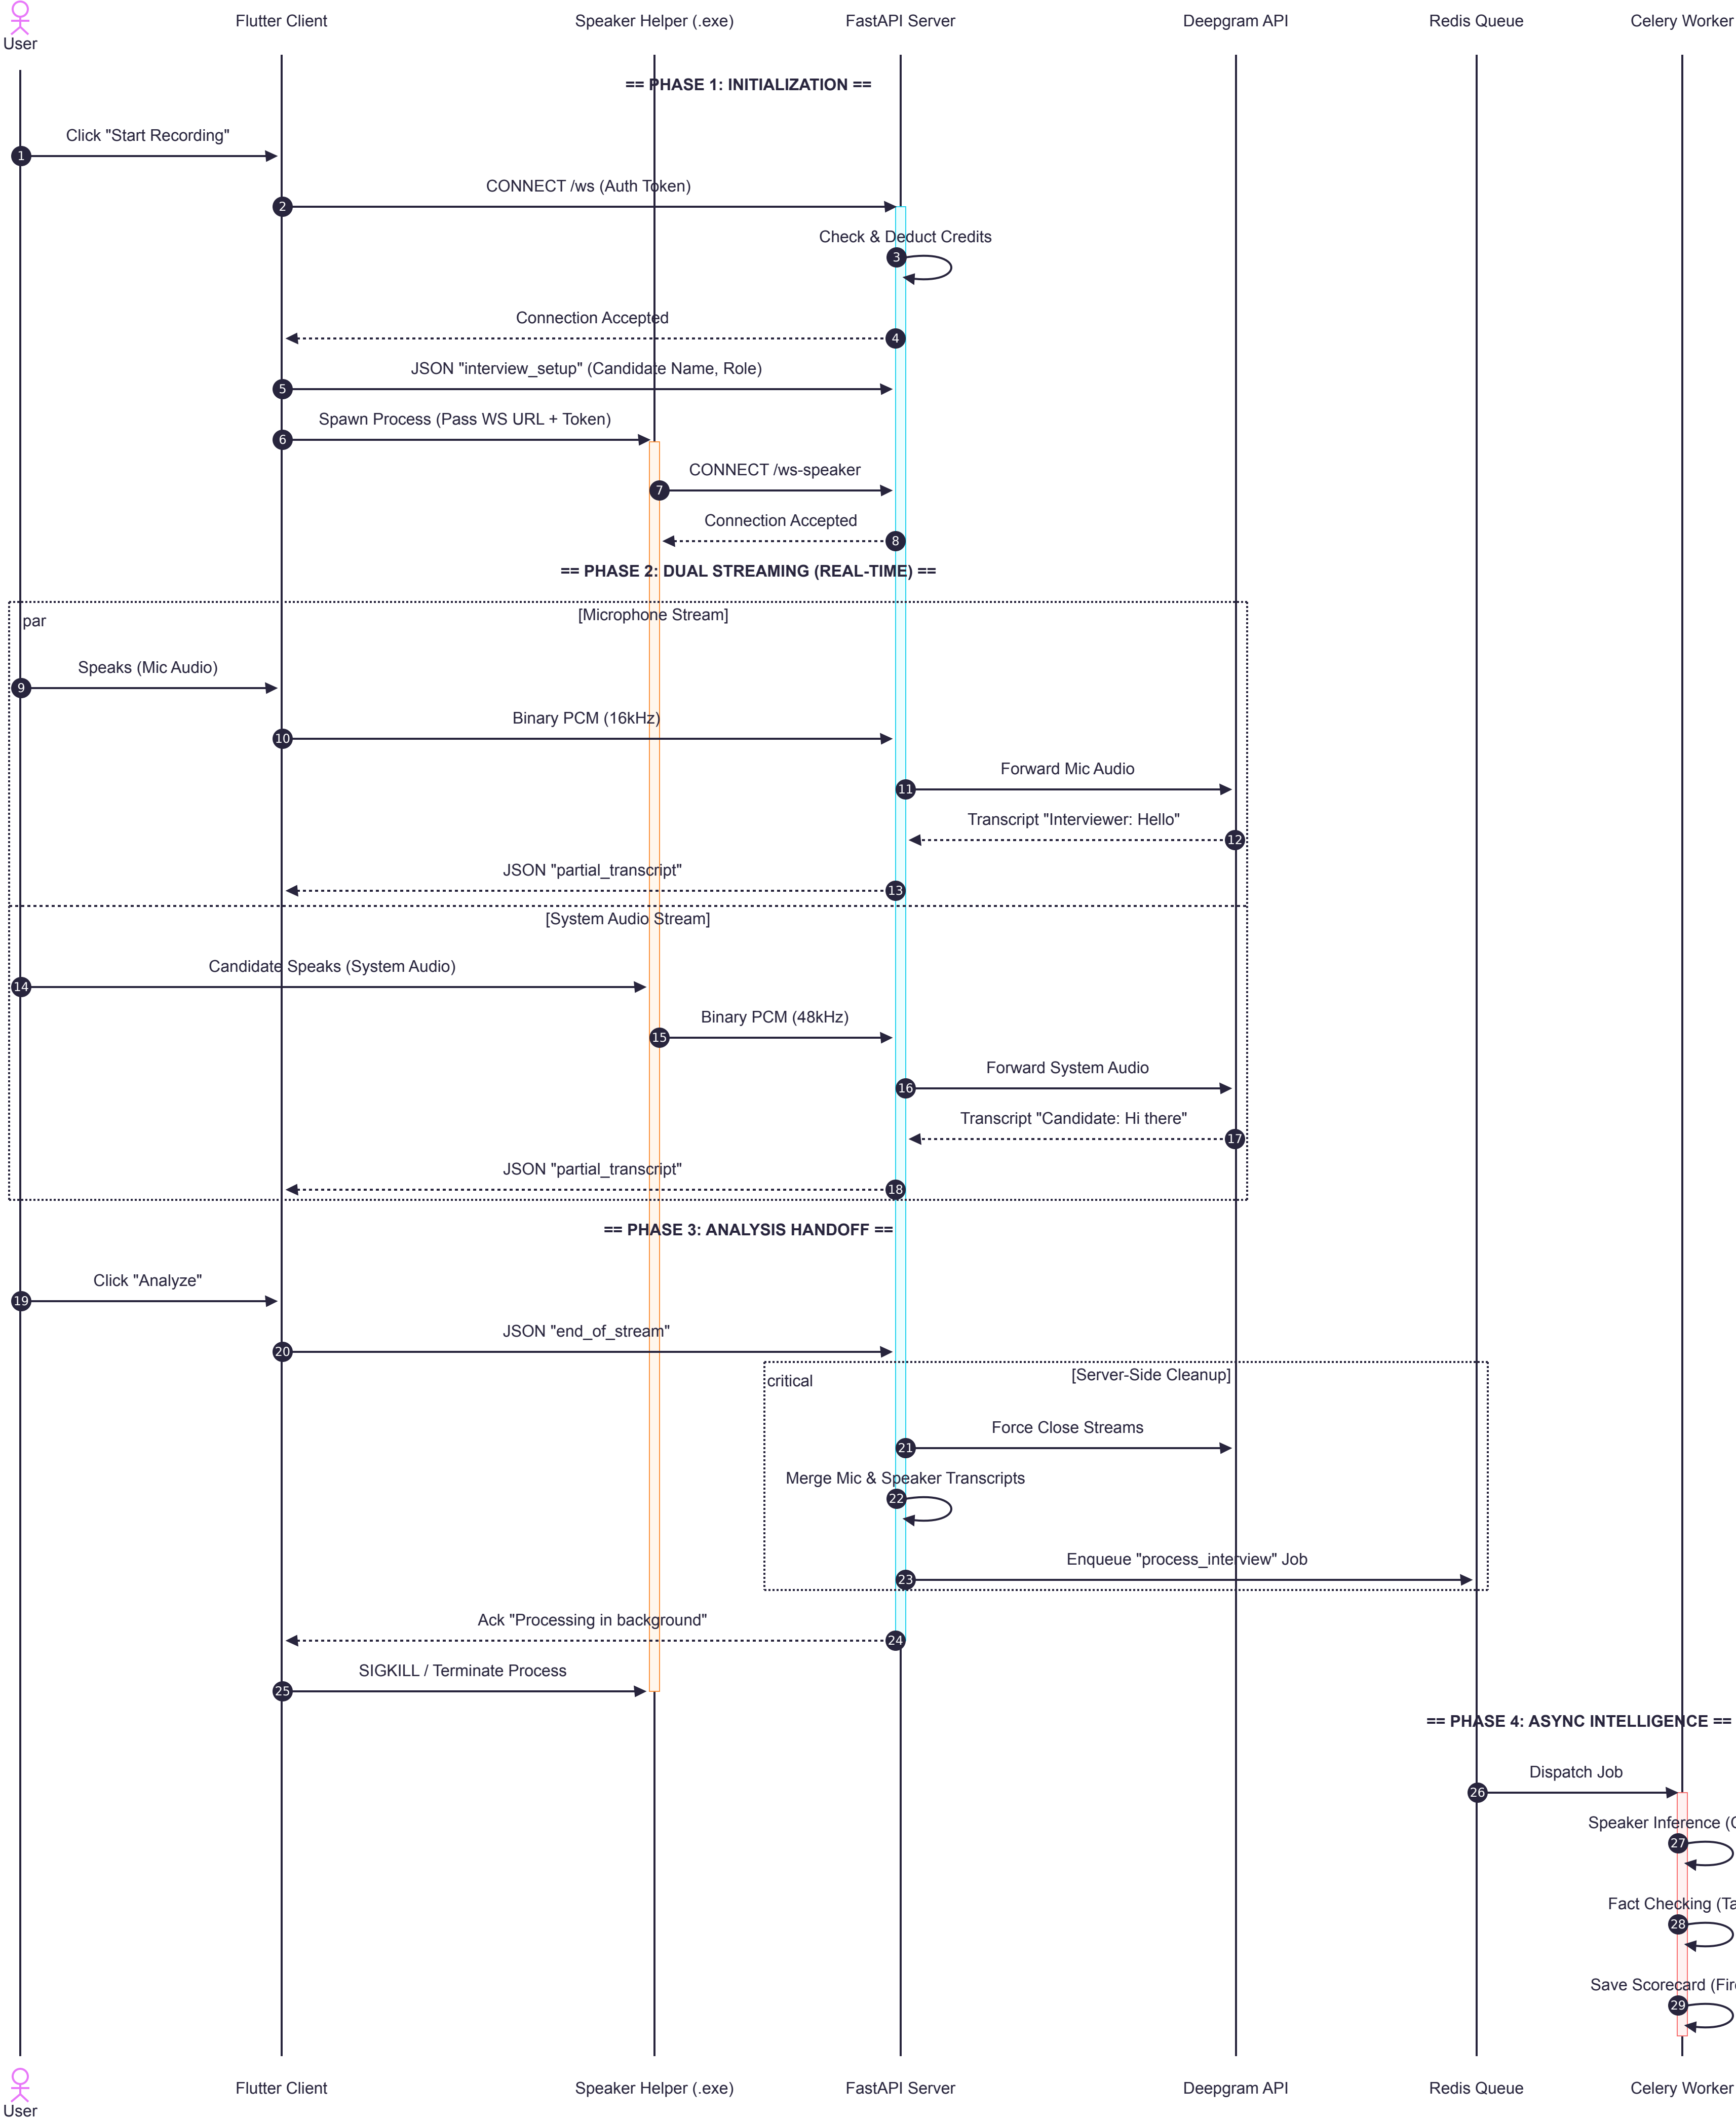 Flutter Client
Speaker Helper (.exe)
FastAPI Server
Deepgram API
Redis Queue
Celery Worker
User
== PHASE 1: INITIALIZATION ==
Click "Start Recording"
1
CONNECT /ws (Auth Token)
2
Check & Deduct Credits
3
Connection Accepted
4
JSON "interview_setup" (Candidate Name, Role)
5
Spawn Process (Pass WS URL + Token)
6
CONNECT /ws-speaker
7
Connection Accepted
8
== PHASE 2: DUAL STREAMING (REAL-TIME) ==
par
[Microphone Stream]
Speaks (Mic Audio)
9
Binary PCM (16kHz)
10
Forward Mic Audio
11
Transcript "Interviewer: Hello"
12
JSON "partial_transcript"
13
[System Audio Stream]
Candidate Speaks (System Audio)
14
Binary PCM (48kHz)
15
Forward System Audio
16
Transcript "Candidate: Hi there"
17
JSON "partial_transcript"
18
== PHASE 3: ANALYSIS HANDOFF ==
Click "Analyze"
19
JSON "end_of_stream"
20
critical
[Server-Side Cleanup]
Force Close Streams
21
Merge Mic & Speaker Transcripts
22
Enqueue "process_interview" Job
23
Ack "Processing in background"
24
SIGKILL / Terminate Process
25
== PHASE 4: ASYNC INTELLIGENCE ==
Dispatch Job
26
Speaker Inference
27
Fact Checking
28
Save Scorecard
29
Flutter Client
Speaker Helper (.exe)
FastAPI Server
Deepgram API
Redis Queue
Celery Worker
User